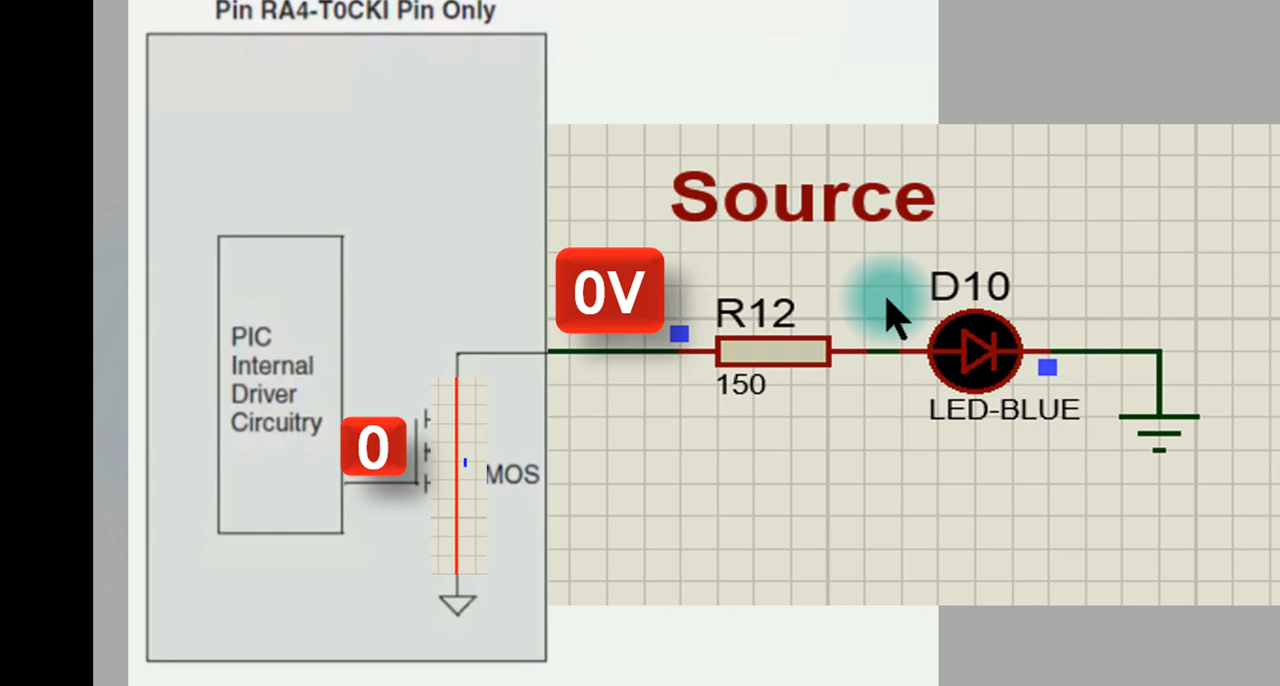 Pin RA4-T0CKI Pin Only
Source
0V
D10
R12
PIC
Internal
Driver
Circuitry
150
LED-BLUE
0
MOS